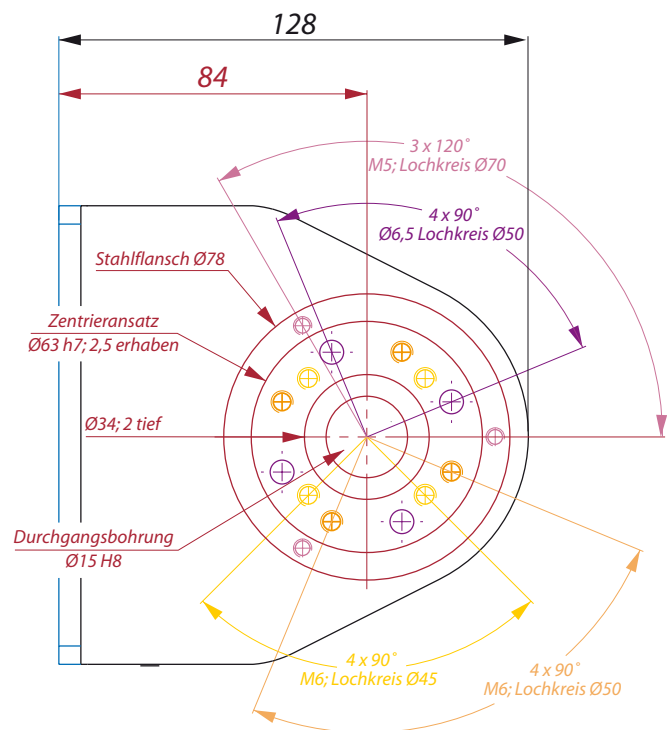 128
84
3 x 120°
M5; Lochkreis Ø70
4 x 90°
Ø6,5 Lochkreis Ø50
Stahlflansch Ø78
Zentrieransatz
Ø63 h7; 2,5 erhaben
Ø34; 2 tief
Durchgangsbohrung
Ø15 H8
4 x 90°
M6; Lochkreis Ø45
4 x 90°
M6; Lochkreis Ø50